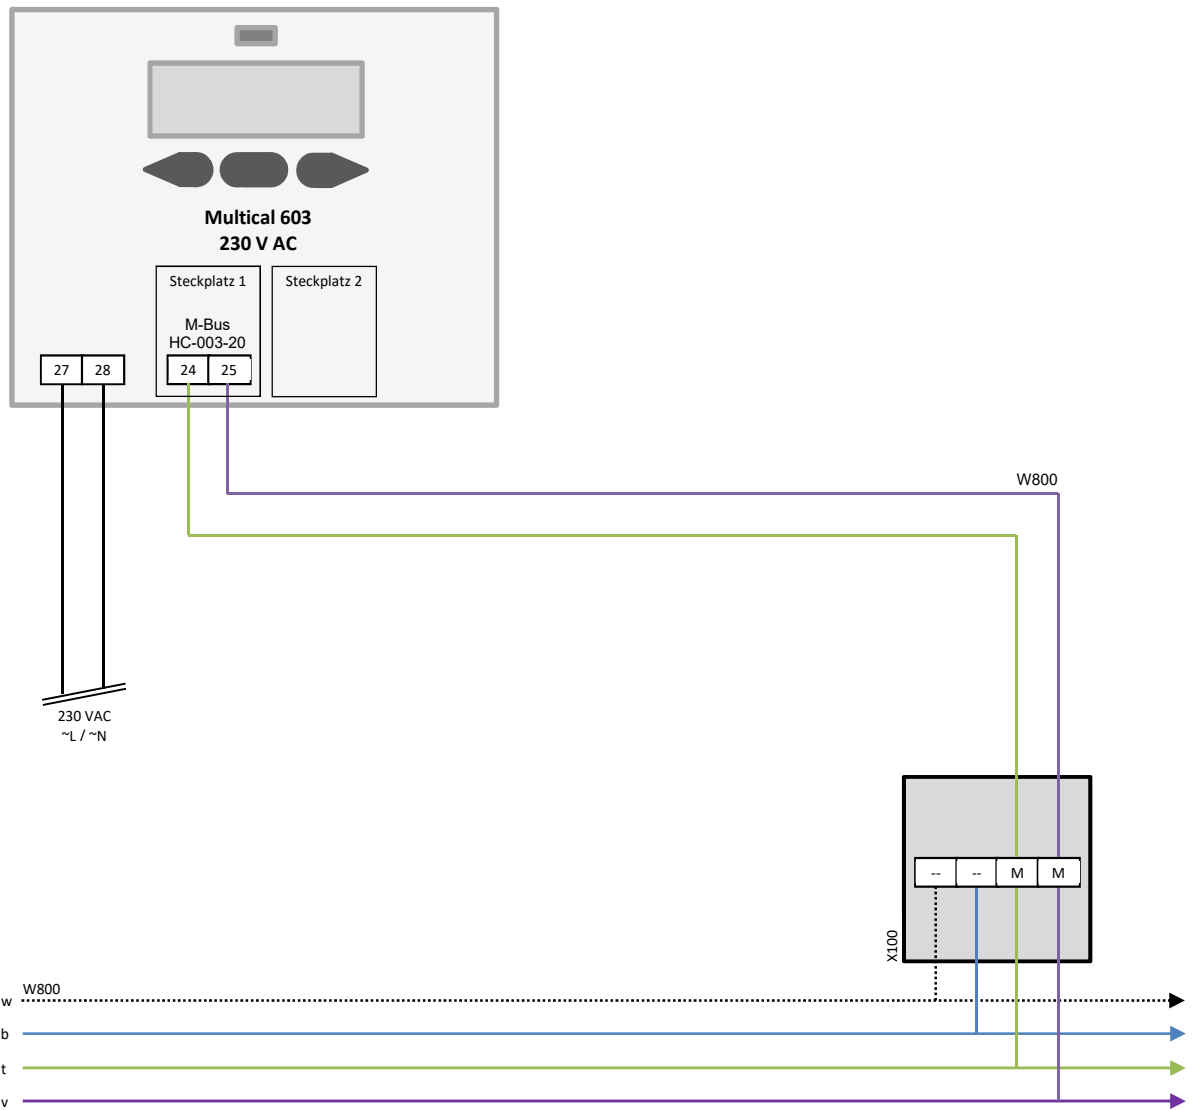 Multical 603
230 V AC
Steckplatz 1
Steckplatz 2
M-Bus
HC-003-20
27 28
24 25
W800
230 VAC
~L / ~N
-- -- M M
X100
W800
w
b
t
v